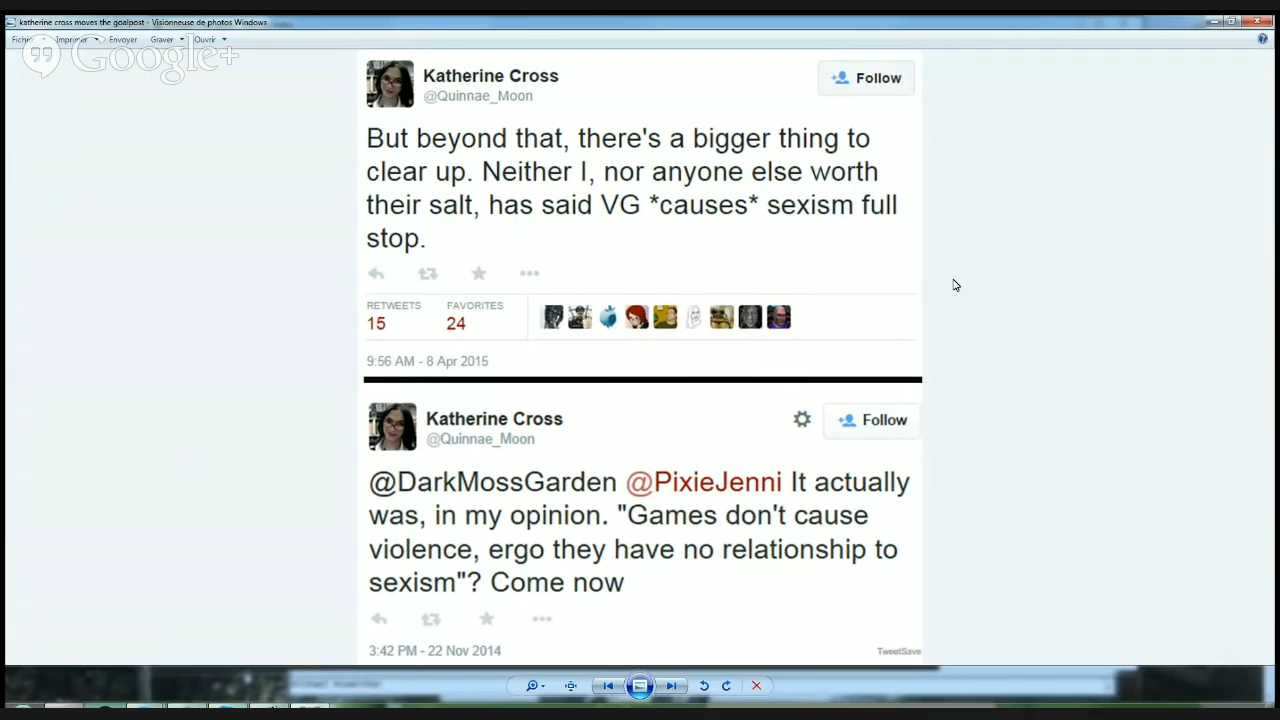 katherine cross moves the goalpost - Visionneuse de photos Windows
Fichier Imprimer Envoyer Graver Ouvrir
Google+
Katherine Cross
@Quinnae_Moon
Follow
But beyond that, there's a bigger thing to
clear up. Neither I, nor anyone else worth
their salt, has said VG *causes* sexism full
stop.
RETWEETS
15
FAVORITES
24
9:56 AM - 8 Apr 2015
Katherine Cross
@Quinnae_Moon
Follow
@DarkMossGarden @PixieJenni It actually
was, in my opinion. "Games don't cause
violence, ergo they have no relationship to
sexism"? Come now
3:42 PM - 22 Nov 2014
TweetSave